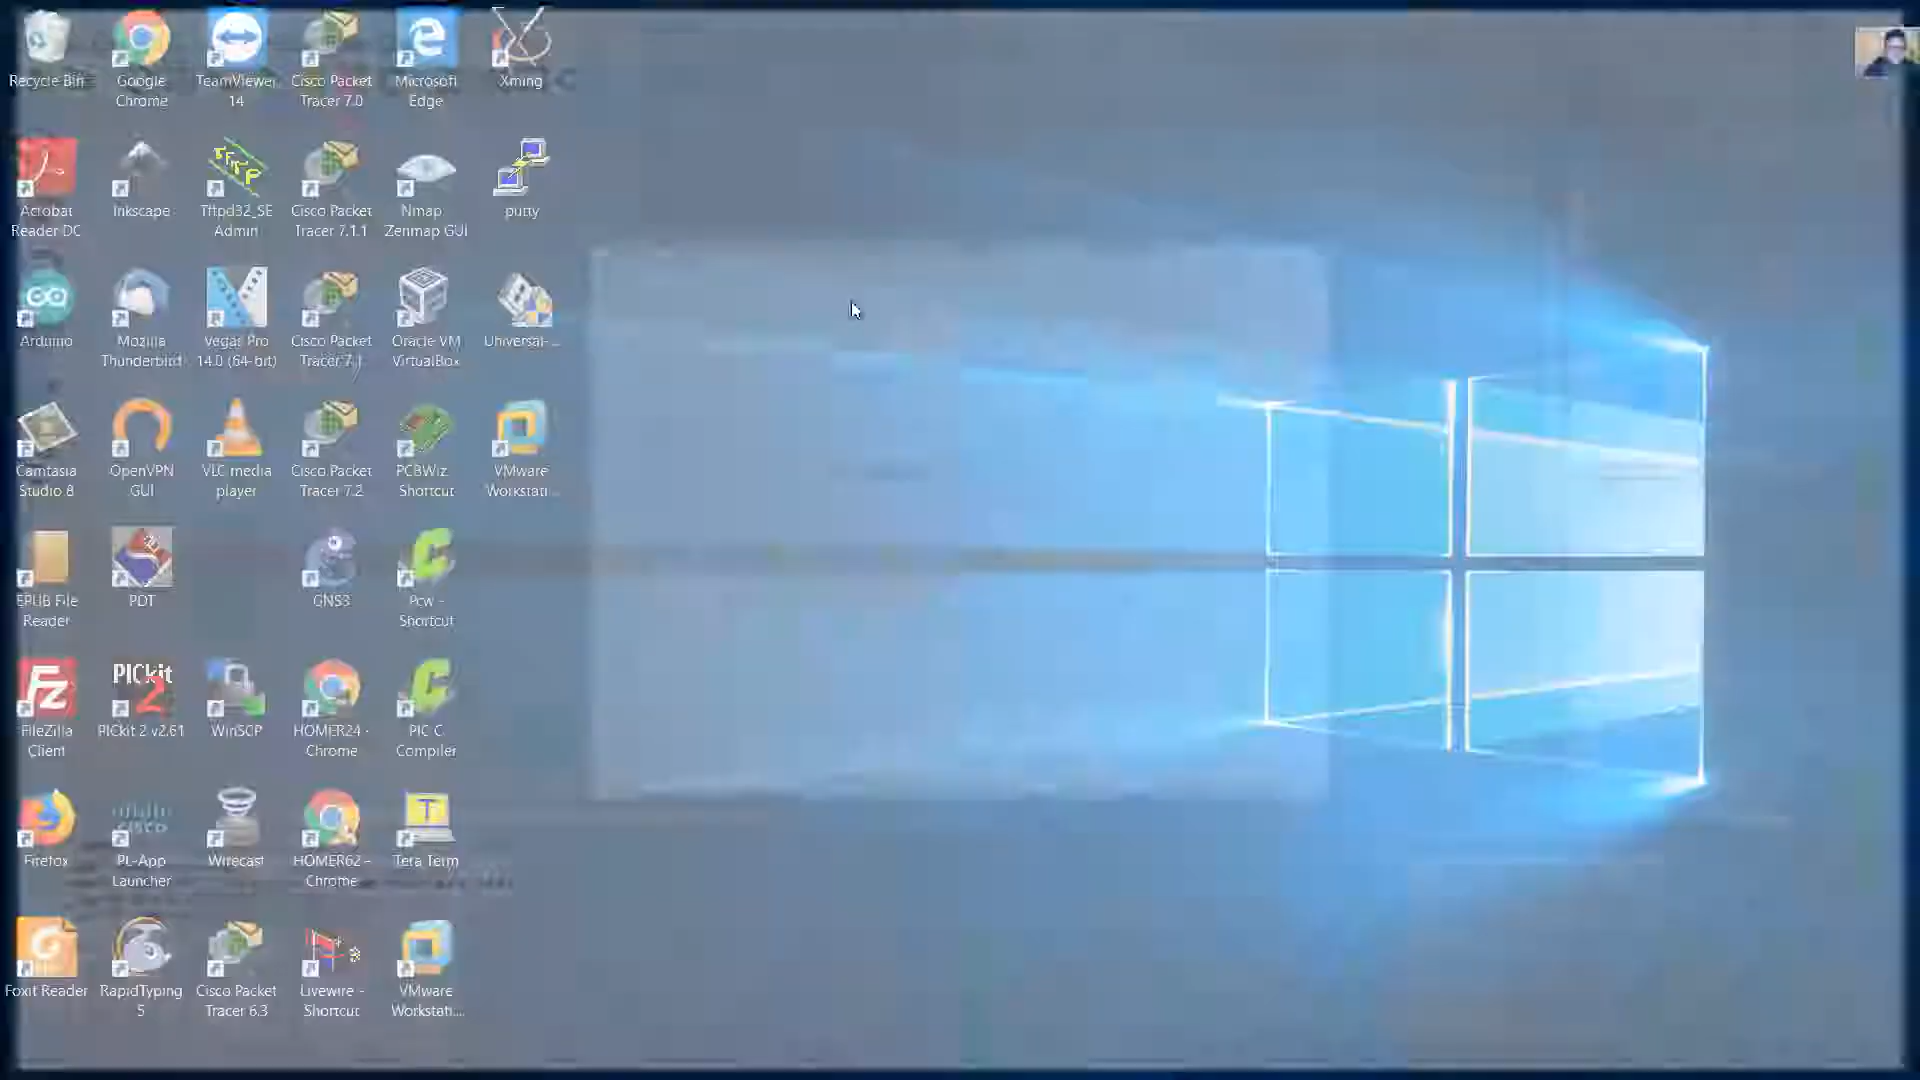 Recycle Bin
Google
Chrome
TeamViewer
14
Cisco Packet
Tracer 7.0
Microsoft
Edge
Xming
Acrobat
Reader DC
Inkscape
Tftpd32_SE
Admin
Cisco Packet
Tracer 7.1.1
Nmap
Zenmap GUI
putty
Arduino
Mozilla
Thunderbird
Vegas Pro
14.0 (64-bit)
Cisco Packet
Tracer 7.1
Oracle VM
VirtualBox
Universal-...
Camtasia
Studio 8
OpenVPN
GUI
VLC media
player
Cisco Packet
Tracer 7.2
PCBWiz
Shortcut
VMware
Workstati...
EPUB File
Reader
PDT
GNS3
Pcw -
Shortcut
FileZilla
Client
PICkit
2
PICkit 2 v2.61
WinSCP
HOMER24 -
Chrome
PIC C
Compiler
Firefox
CISCO
PL-App
Launcher
Wirecast
HOMER62 -
Chrome
Tera Term
Foxit Reader
RapidTyping
5
Cisco Packet
Tracer 6.3
Livewire -
Shortcut
VMware
Workstati...